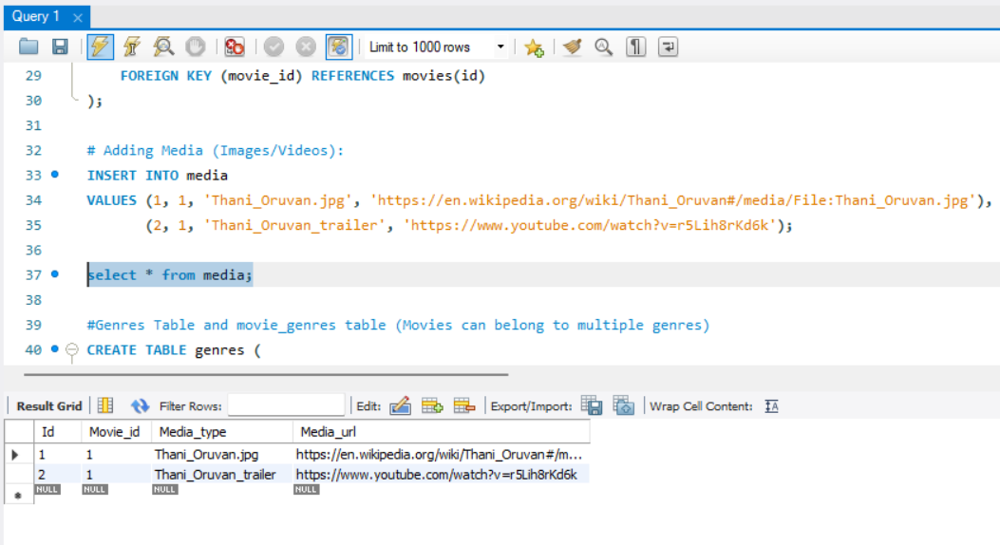 Query 1
Limit to 1000 rows
29 FOREIGN KEY (movie_id) REFERENCES movies(id)
30 );
31
32 # Adding Media (Images/Videos):
33 INSERT INTO media
34 VALUES (1, 1, 'Thani_Oruvan.jpg', 'https://en.wikipedia.org/wiki/Thani_Oruvan#/media/File:Thani_Oruvan.jpg'),
35 (2, 1, 'Thani_Oruvan_trailer', 'https://www.youtube.com/watch?v=r5Lih8rKd6k');
36
37 select * from media;
38
39 #Genres Table and movie_genres table (Movies can belong to multiple genres)
40 CREATE TABLE genres (
Result Grid Filter Rows: Edit: Export/Import: Wrap Cell Content: IA
Id Movie_id Media_type Media_url
1 1 Thani_Oruvan.jpg https://en.wikipedia.org/wiki/Thani_Oruvan#/m...
2 1 Thani_Oruvan_trailer https://www.youtube.com/watch?v=r5Lih8rKd6k
NULL NULL NULL NULL